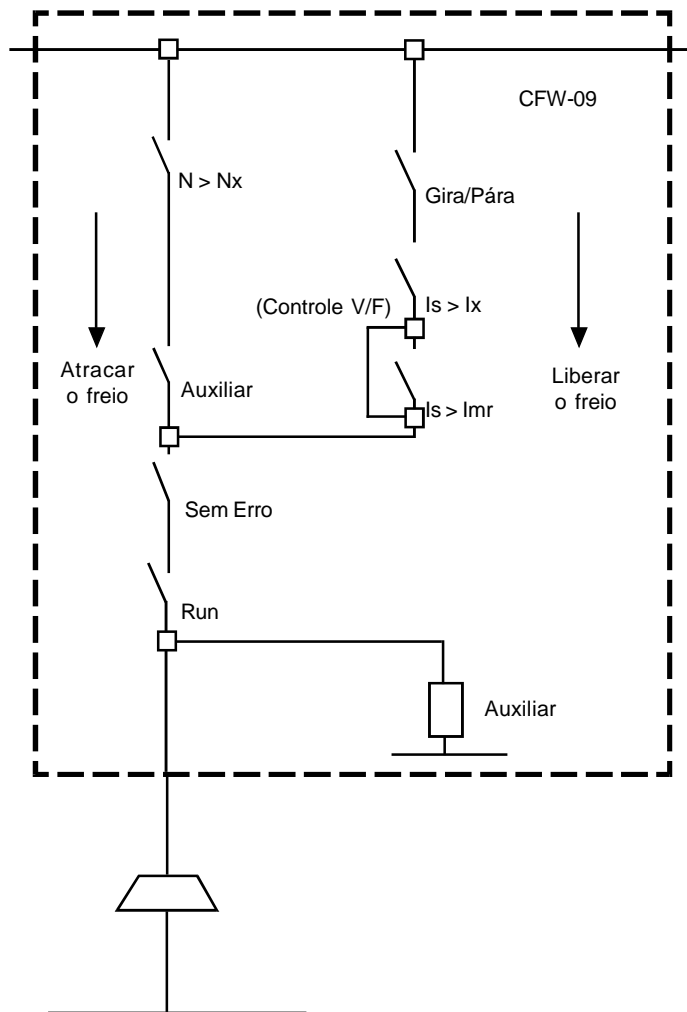 CFW-09
N > Nx
Gira/Pára
(Controle V/F)
Is > Ix
Atracar
o freio
Auxiliar
Liberar
o freio
Is > Imr
Sem Erro
Run
Auxiliar